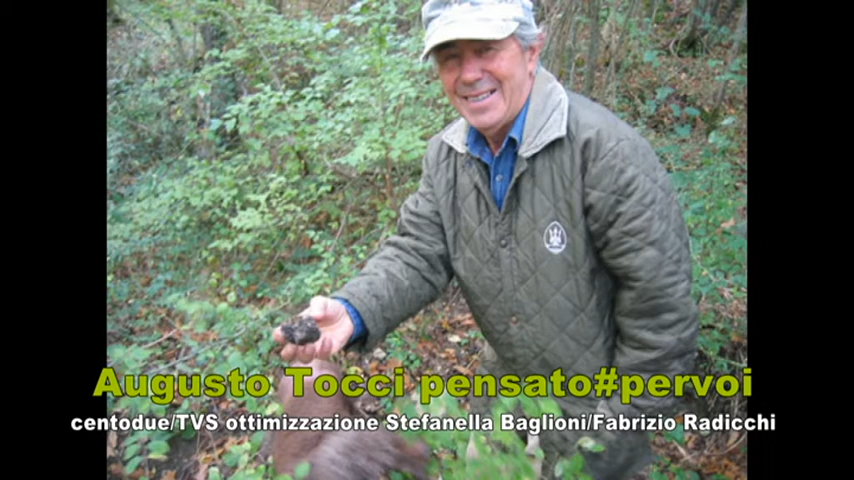 Augusto Tocci pensato#pervoi
centodue/TVS ottimizzazione Stefanella Baglioni/Fabrizio Radicchi